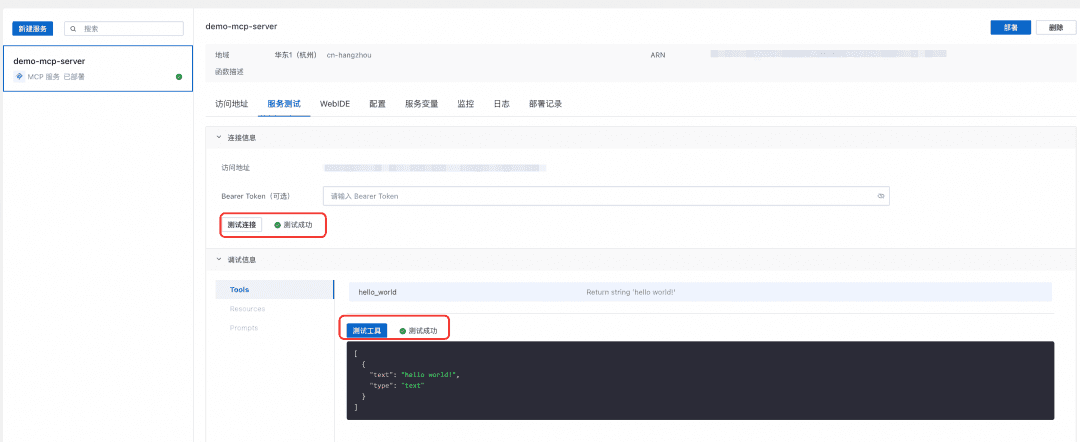 新建服务
搜索
demo-mcp-server
MCP 服务 已部署
demo-mcp-server
部署
删除
地域 华东1（杭州） cn-hangzhou ARN
函数描述
访问地址 服务测试 WebIDE 配置 服务变量 监控 日志 部署记录
连接信息
访问地址
Bearer Token（可选） 请输入 Bearer Token
测试连接 测试成功
调试信息
Tools
Resources
Prompts
hello_world Return string 'hello world!'
测试工具 测试成功
[
{
"text": "hello world!",
"type": "text"
}
]